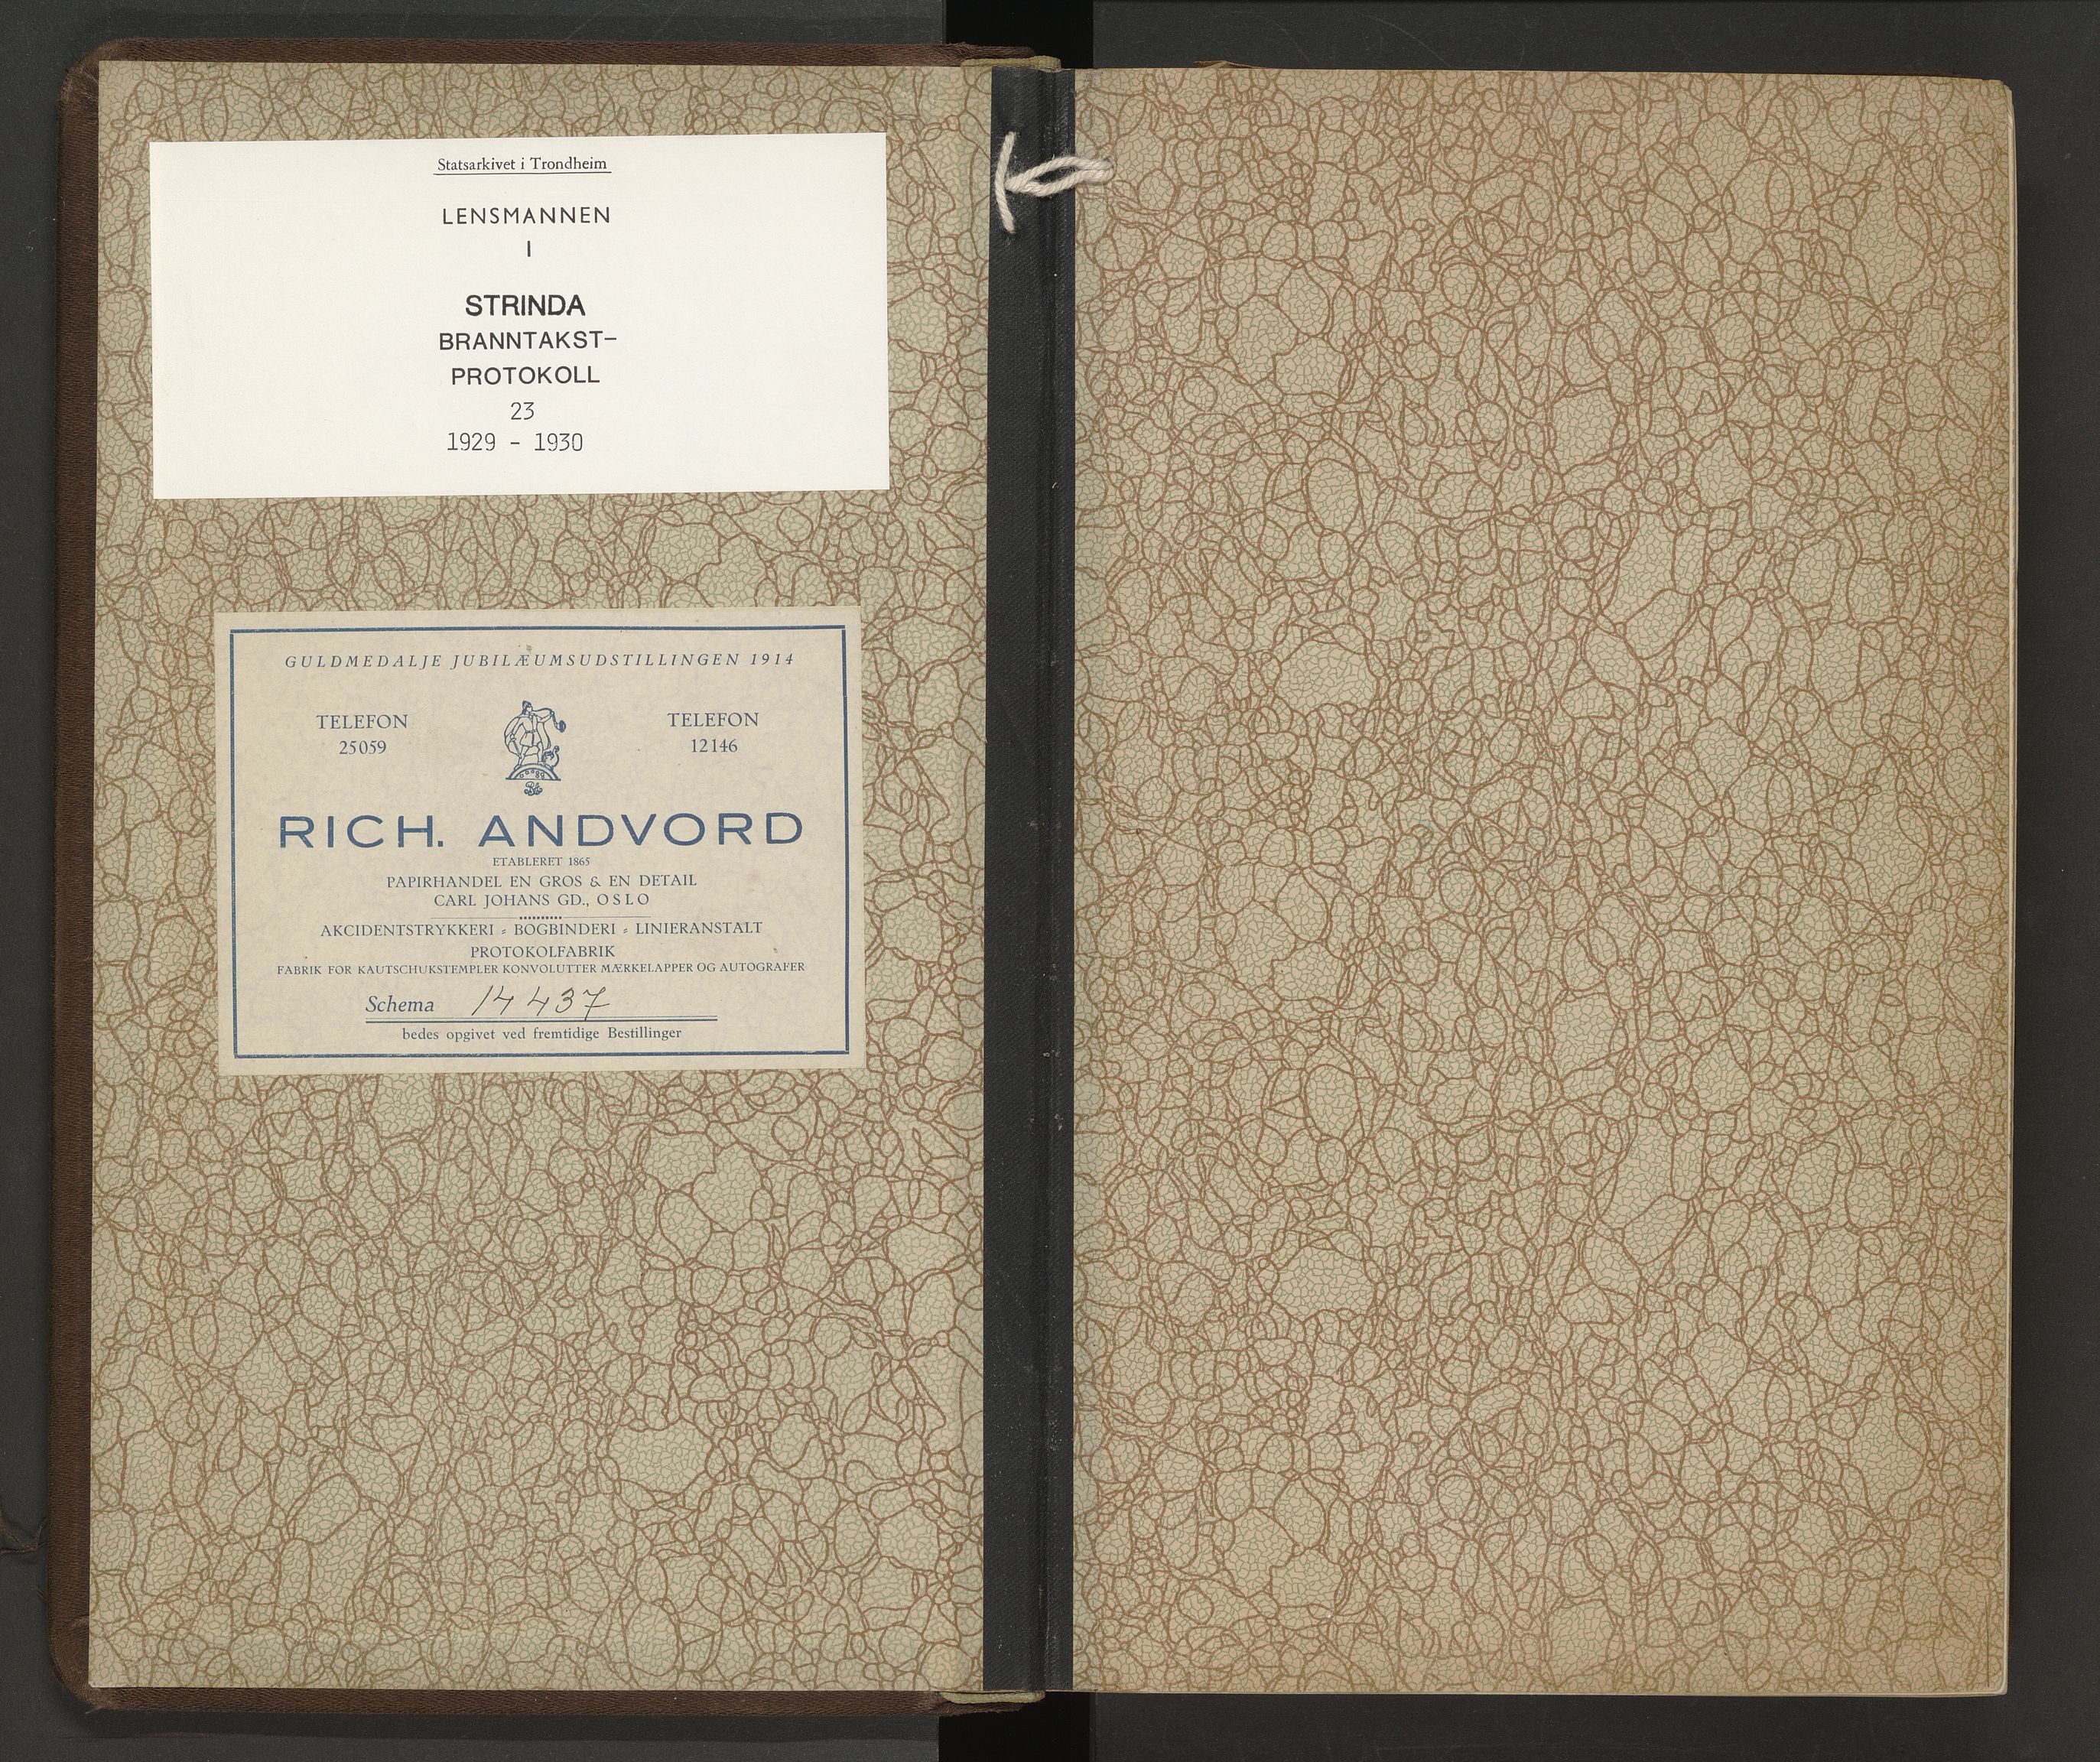 Statsarkivet i Trondheim
LENSMANNEN
I
STRINDA
BRANNTAKST-
PROTOKOLL
23
1929 - 1930
GULDMEDALJE JUBILÆUMSUDSTILLINGEN 1914
TELEFON
25059
TELEFON
12146
RICH. ANDVORD
ETABLERET 1865
PAPIRHANDEL EN GROS & EN DETAIL
CARL JOHANS GD., OSLO
AKCIDENTSTRYKKERI - BOGBINDERI - LINIERANSTALT
PROTOKOLFABRIK
FABRIK FOR KAUTSCHUKSTEMPLER KONVOLUTTER MÆRKELAPPER OG AUTOGRAFER
Schema 14437
bedes opgivet ved fremtidige Bestillinger